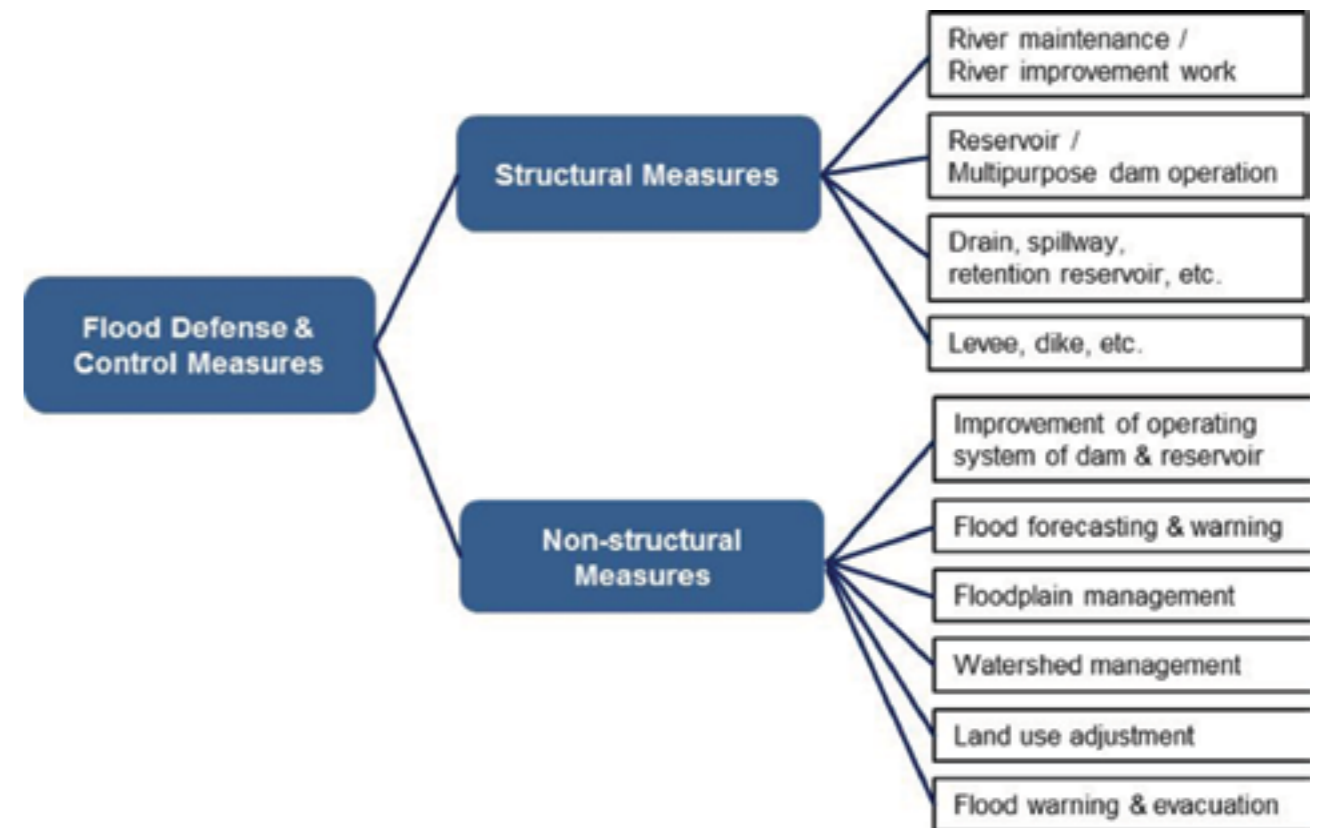 Flood Defense &
Control Measures
Structural Measures
River maintenance /
River improvement work
Reservoir /
Multipurpose dam operation
Drain, spillway,
retention reservoir, etc.
Levee, dike, etc.
Non-structural
Measures
Improvement of operating
system of dam & reservoir
Flood forecasting & warning
Floodplain management
Watershed management
Land use adjustment
Flood warning & evacuation